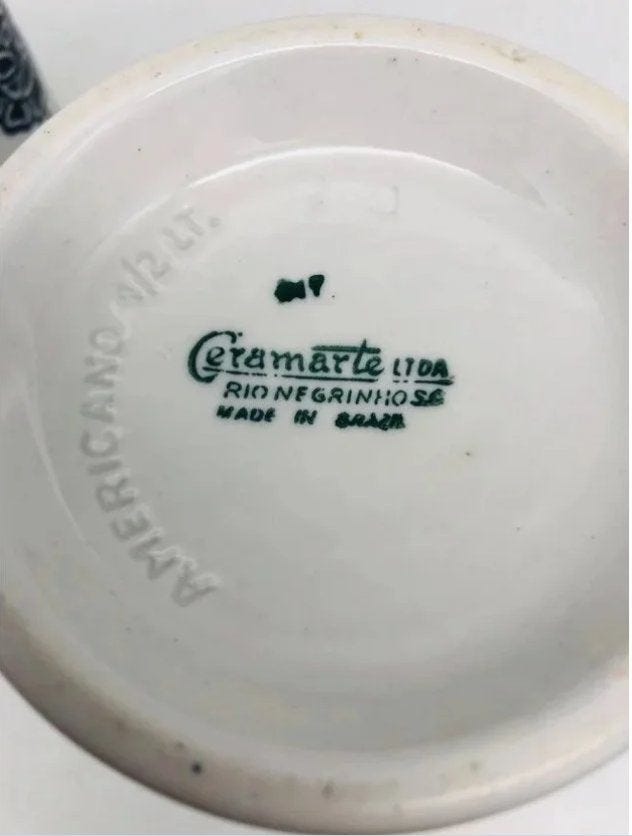 AMERICANO 1/2 LT.
Ceramarte LTDA
RIO NEGRINHO SC
MADE IN BRAZIL